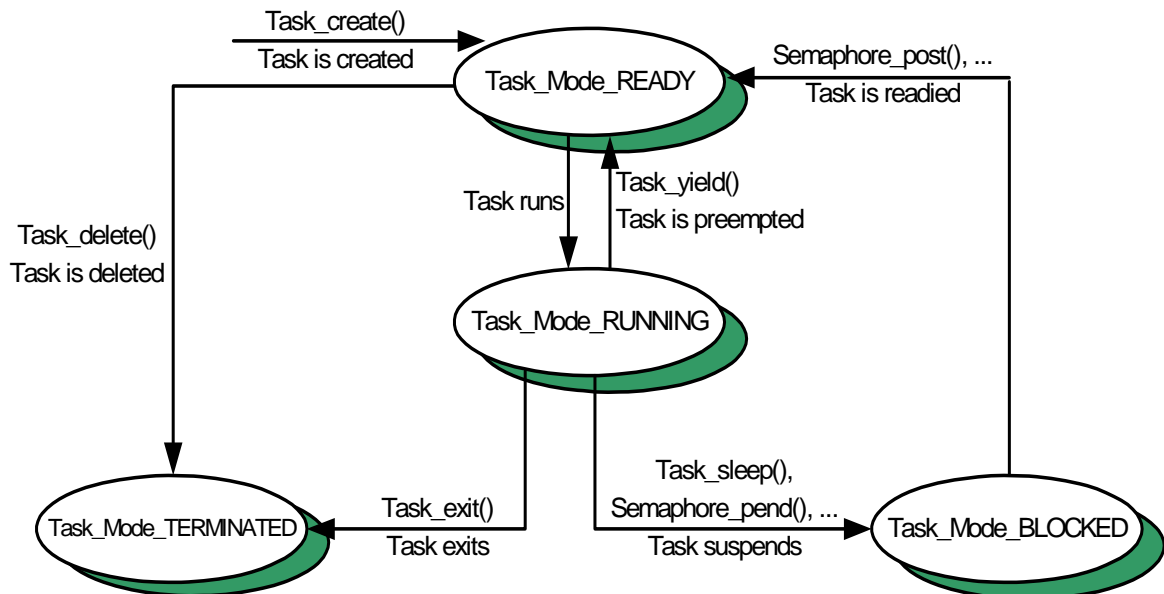 Task_create()
Task is created
Task_Mode_READY
Semaphore_post(), ...
Task is readied
Task runs
Task_yield()
Task is preempted
Task_delete()
Task is deleted
Task_Mode_RUNNING
Task_Mode_TERMINATED
Task_exit()
Task exits
Task_sleep(),
Semaphore_pend(), ...
Task suspends
Task_Mode_BLOCKED